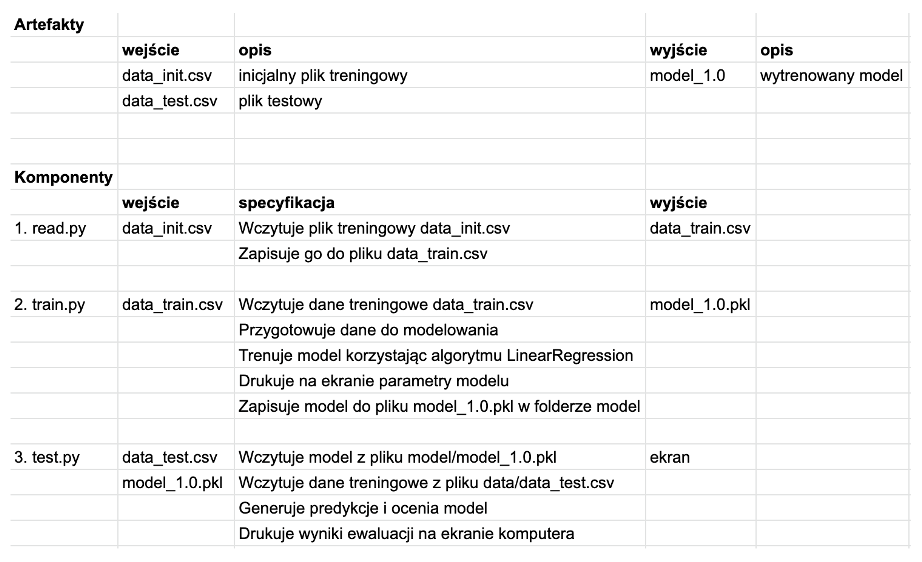 Artefakty
wejście opis wyjście opis
data_init.csv inicjalny plik treningowy model_1.0 wytrenowany model
data_test.csv plik testowy
Komponenty
wejście specyfikacja wyjście
1. read.py data_init.csv Wczytuje plik treningowy data_init.csv data_train.csv
Zapisuje go do pliku data_train.csv
2. train.py data_train.csv Wczytuje dane treningowe data_train.csv model_1.0.pkl
Przygotowuje dane do modelowania
Trenuje model korzystając algorytmu LinearRegression
Drukuje na ekranie parametry modelu
Zapisuje model do pliku model_1.0.pkl w folderze model
3. test.py data_test.csv Wczytuje model z pliku model/model_1.0.pkl ekran
model_1.0.pkl Wczytuje dane treningowe z pliku data/data_test.csv
Generuje predykcje i ocenia model
Drukuje wyniki ewaluacji na ekranie komputera